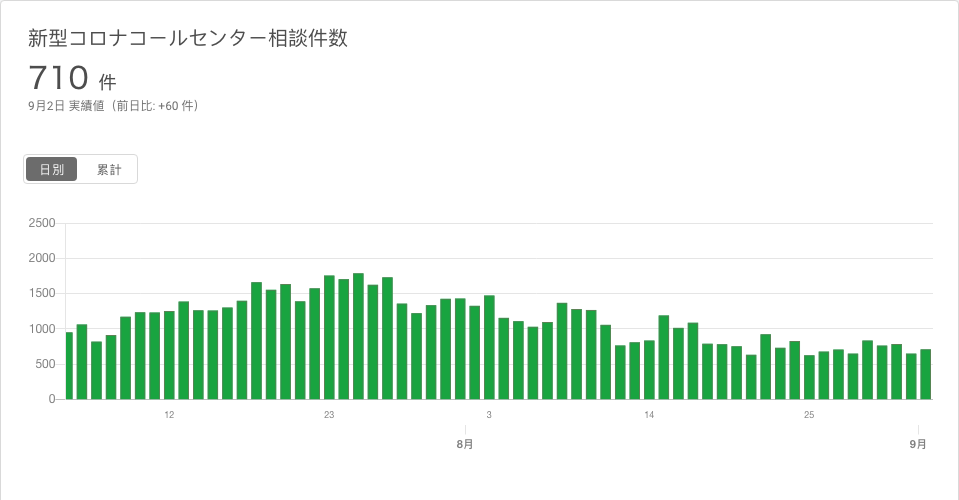 新型コロナコールセンター相談件数
710 件
9月2日 実績値（前日比: +60 件）
日別 累計
2500
2000
1500
1000
500
0
12 23 3 14 25
8月 9月